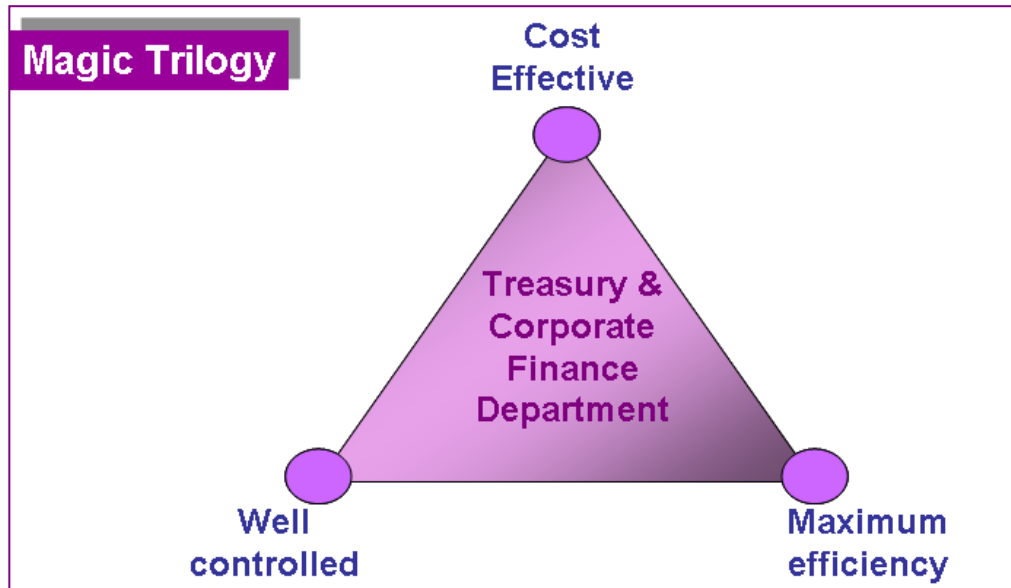 Magic Trilogy
Cost
Effective
Treasury &
Corporate
Finance
Department
Well
controlled
Maximum
efficiency